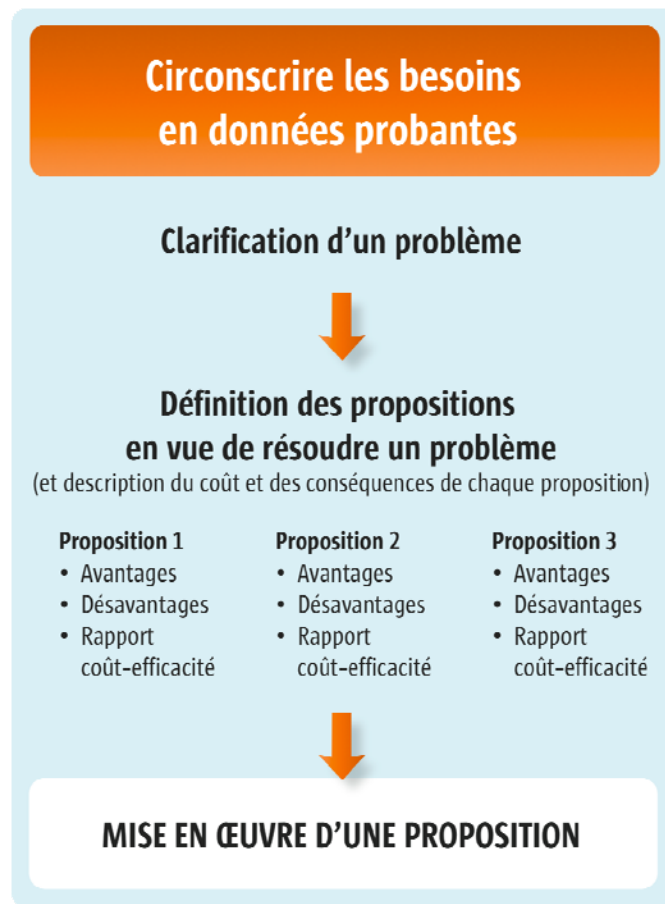 Circonscrire les besoins
en données probantes
Clarification d'un problème
Définition des propositions
en vue de résoudre un problème
(et description du coût et des conséquences de chaque proposition)
Proposition 1
• Avantages
• Désavantages
• Rapport
coût-efficacité
Proposition 2
• Avantages
• Désavantages
• Rapport
coût-efficacité
Proposition 3
• Avantages
• Désavantages
• Rapport
coût-efficacité
MISE EN ŒUVRE D'UNE PROPOSITION